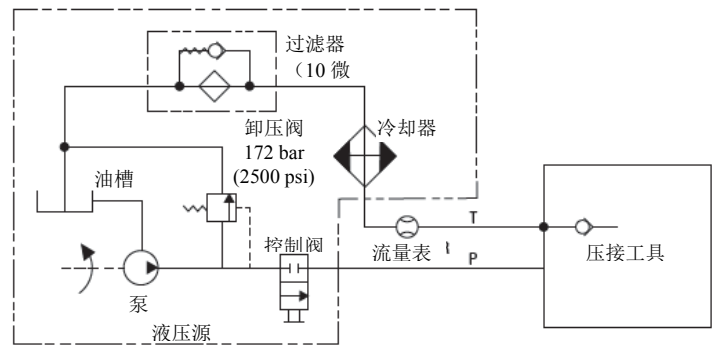 过滤器
（10 微
卸压阀
172 bar
(2500 psi)
冷却器
油槽
T
控制阀
流量表
P
压接工具
泵
液压源